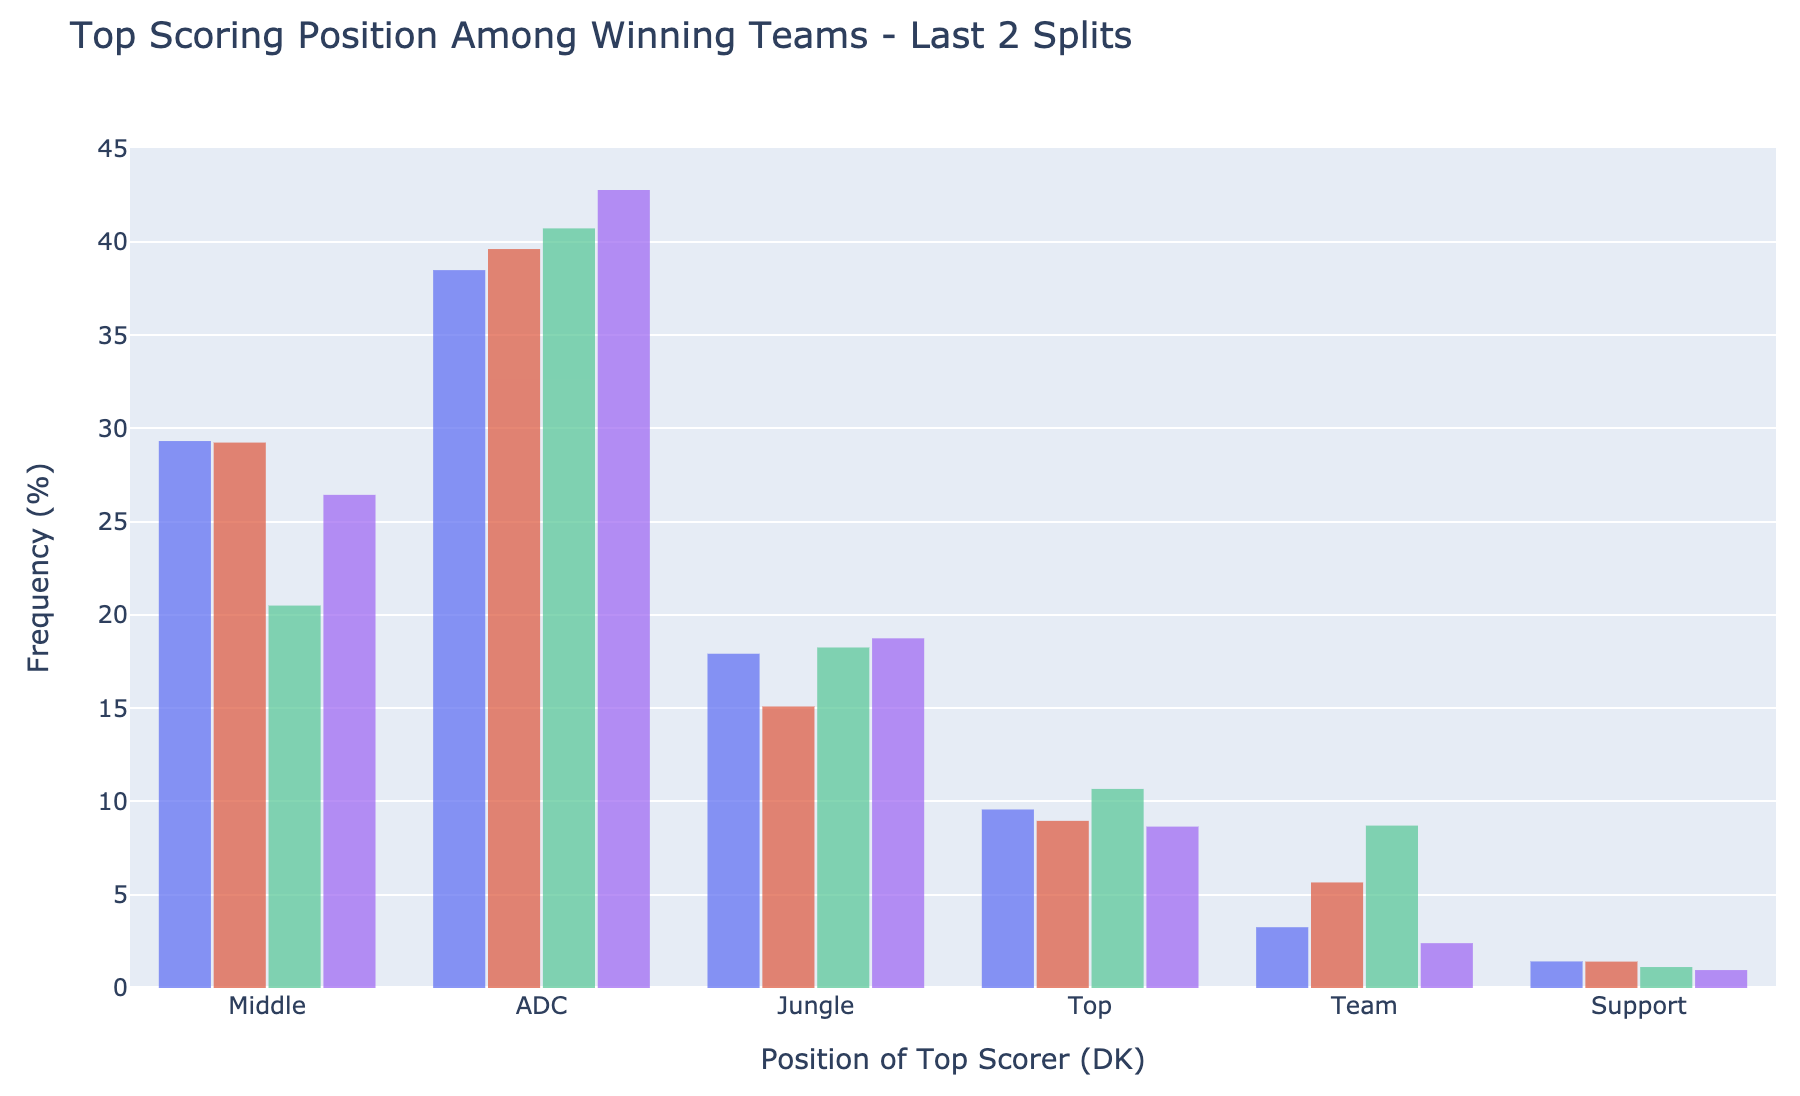 Top Scoring Position Among Winning Teams - Last 2 Splits
45
40
35
30
25
20
15
10
5
0
Frequency (%)
Middle ADC Jungle Top Team Support
Position of Top Scorer (DK)